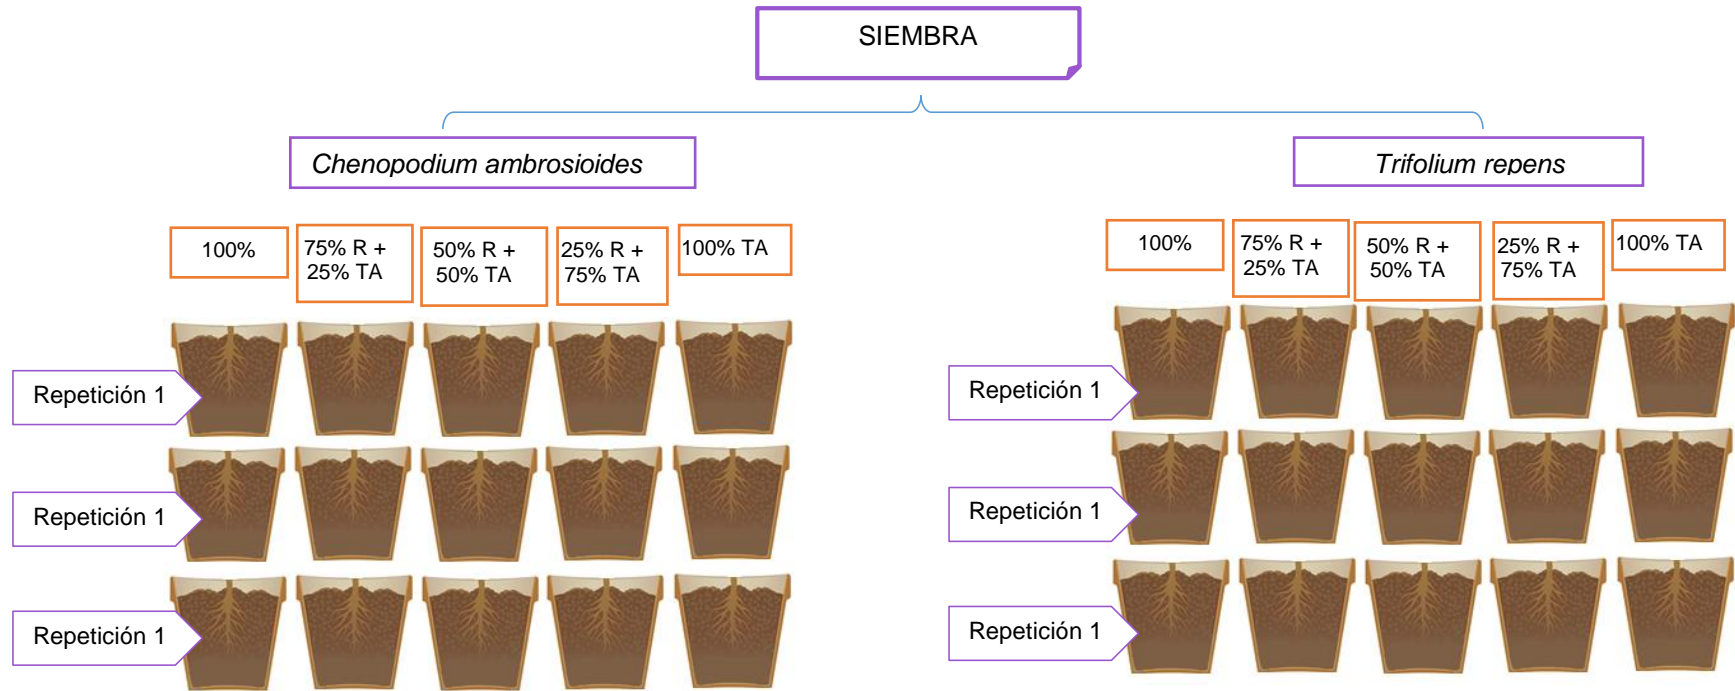 SIEMBRA
Chenopodium ambrosioides
Trifolium repens
100%
75% R +
25% TA
50% R +
50% TA
25% R +
75% TA
100% TA
Repetición 1
Repetición 1
Repetición 1
100%
75% R +
25% TA
50% R +
50% TA
25% R +
75% TA
100% TA
Repetición 1
Repetición 1
Repetición 1